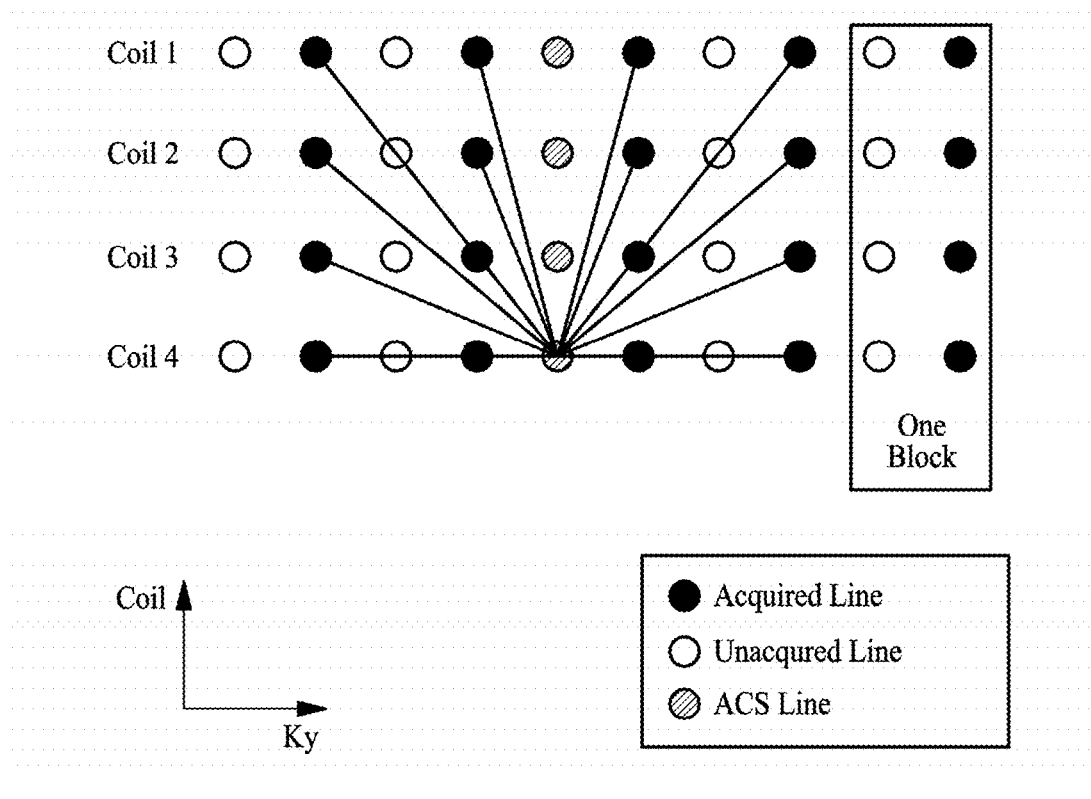 Coil 1
Coil 2
Coil 3
Coil 4
One
Block
Coil
Ky
Acquired Line
Unacqured Line
ACS Line